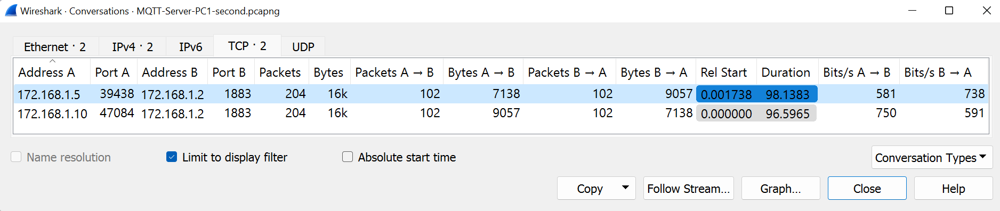 Wireshark · Conversations · MQTT-Server-PC1-second.pcapng
Ethernet · 2 IPv4 · 2 IPv6 TCP · 2 UDP
Address A Port A Address B Port B Packets Bytes Packets A → B Bytes A → B Packets B → A Bytes B → A Rel Start Duration Bits/s A → B Bits/s B → A
172.168.1.5 39438 172.168.1.2 1883 204 16k 102 7138 102 9057 0.001738 98.1383 581 738
172.168.1.10 47084 172.168.1.2 1883 204 16k 102 9057 102 7138 0.000000 96.5965 750 591
Name resolution Limit to display filter Absolute start time Conversation Types
Copy Follow Stream... Graph... Close Help